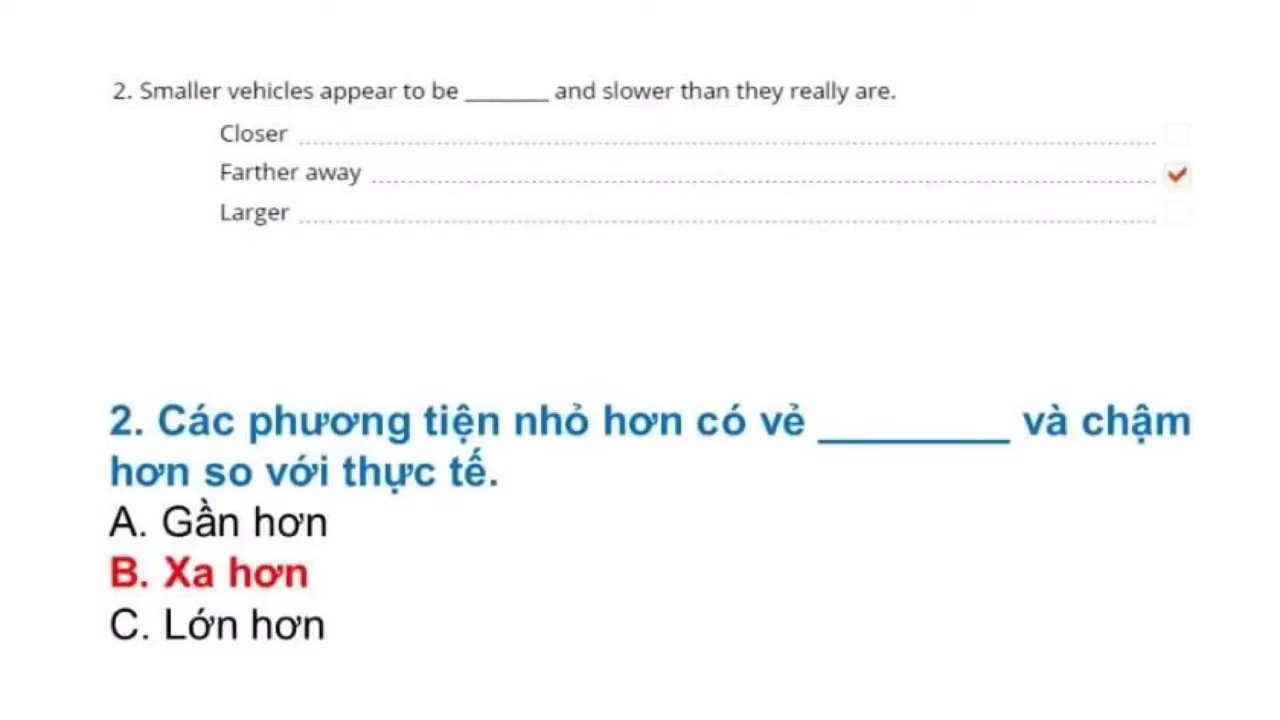 2. Smaller vehicles appear to be _______ and slower than they really are.
Closer
Farther away
Larger
2. Các phương tiện nhỏ hơn có vẻ ________ và chậm
hơn so với thực tế.
A. Gần hơn
B. Xa hơn
C. Lớn hơn